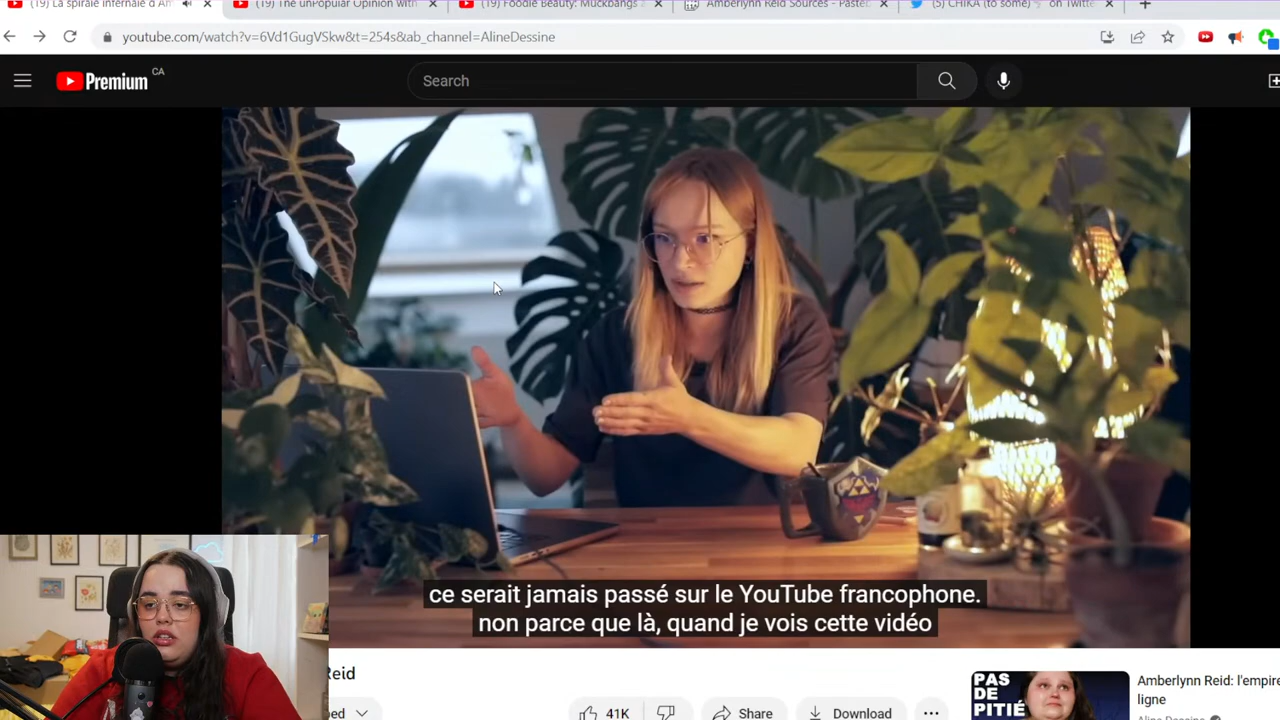 (19) La spirale infernale d'Am
(19) The unPopular Opinion with
(19) Foodie Beauty: Muckbangs
Amberlynn Reid Sources - Pasteb
(5) CHIKA (to some) on Twitte
youtube.com/watch?v=6Vd1GugVSkw&t=254s&ab_channel=AlineDessine
Premium CA
Search
ce serait jamais passé sur le YouTube francophone.
non parce que là, quand je vois cette vidéo
Reid
41K
Share
Download
PAS
DE
PITIÉ
Amberlynn Reid: l'empire
ligne
Aline Dessine